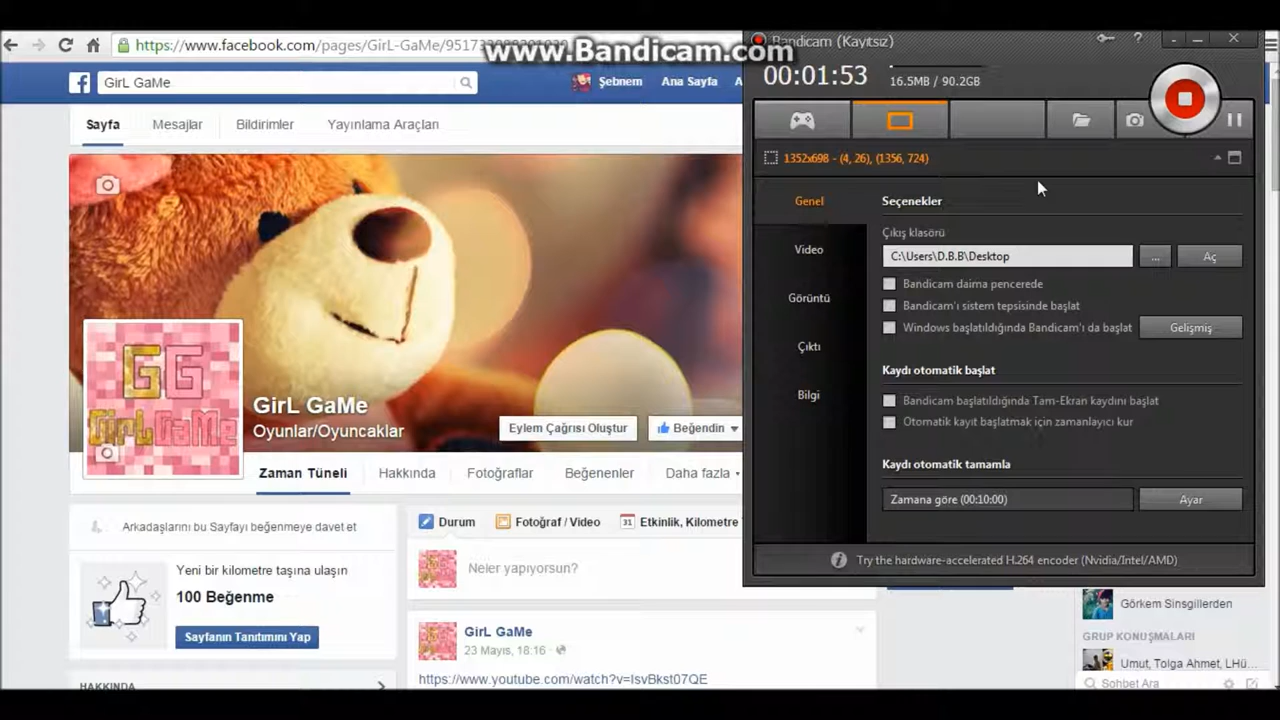 https://www.facebook.com/pages/GirL-GaMe/
www.Bandicam.com
GirL GaMe
Şebnem
Ana Sayfa
Sayfa
Mesajlar
Bildirimler
Yayınlama Araçları
GG
GirlGaMe
GirL GaMe
Oyunlar/Oyuncaklar
Eylem Çağrısı Oluştur
Beğendin
Zaman Tüneli
Hakkında
Fotoğraflar
Beğenenler
Daha fazla
Arkadaşlarını bu Sayfayı beğenmeye davet et
Yeni bir kilometre taşına ulaşın
100 Beğenme
Sayfanın Tanıtımını Yap
HAKKINDA
Durum
Fotoğraf / Video
31
Etkinlik, Kilometre
Neler yapıyorsun?
GirL GaMe
23 Mayıs, 18:16
https://www.youtube.com/watch?v=IsvBkst07QE
Bandicam (Kayıtsız)
?
00:01:53
16.5MB / 90.2GB
1352x698 - (4, 26), (1356, 724)
Genel
Video
Görüntü
Çıktı
Bilgi
Seçenekler
Çıkış klasörü
C:\Users\D.B.B\Desktop
...
Aç
Bandicam daima pencerede
Bandicam'ı sistem tepsisinde başlat
Windows başlatıldığında Bandicam'ı da başlat
Gelişmiş
Kaydı otomatik başlat
Bandicam başlatıldığında Tam-Ekran kaydını başlat
Otomatik kayıt başlatmak için zamanlayıcı kur
Kaydı otomatik tamamla
Zamana göre (00:10:00)
Ayar
Try the hardware-accelerated H.264 encoder (Nvidia/Intel/AMD)
Görkem Sinsgillerden
GRUP KONUŞMALARI
Umut, Tolga Ahmet, LHü...
Sohbet Ara